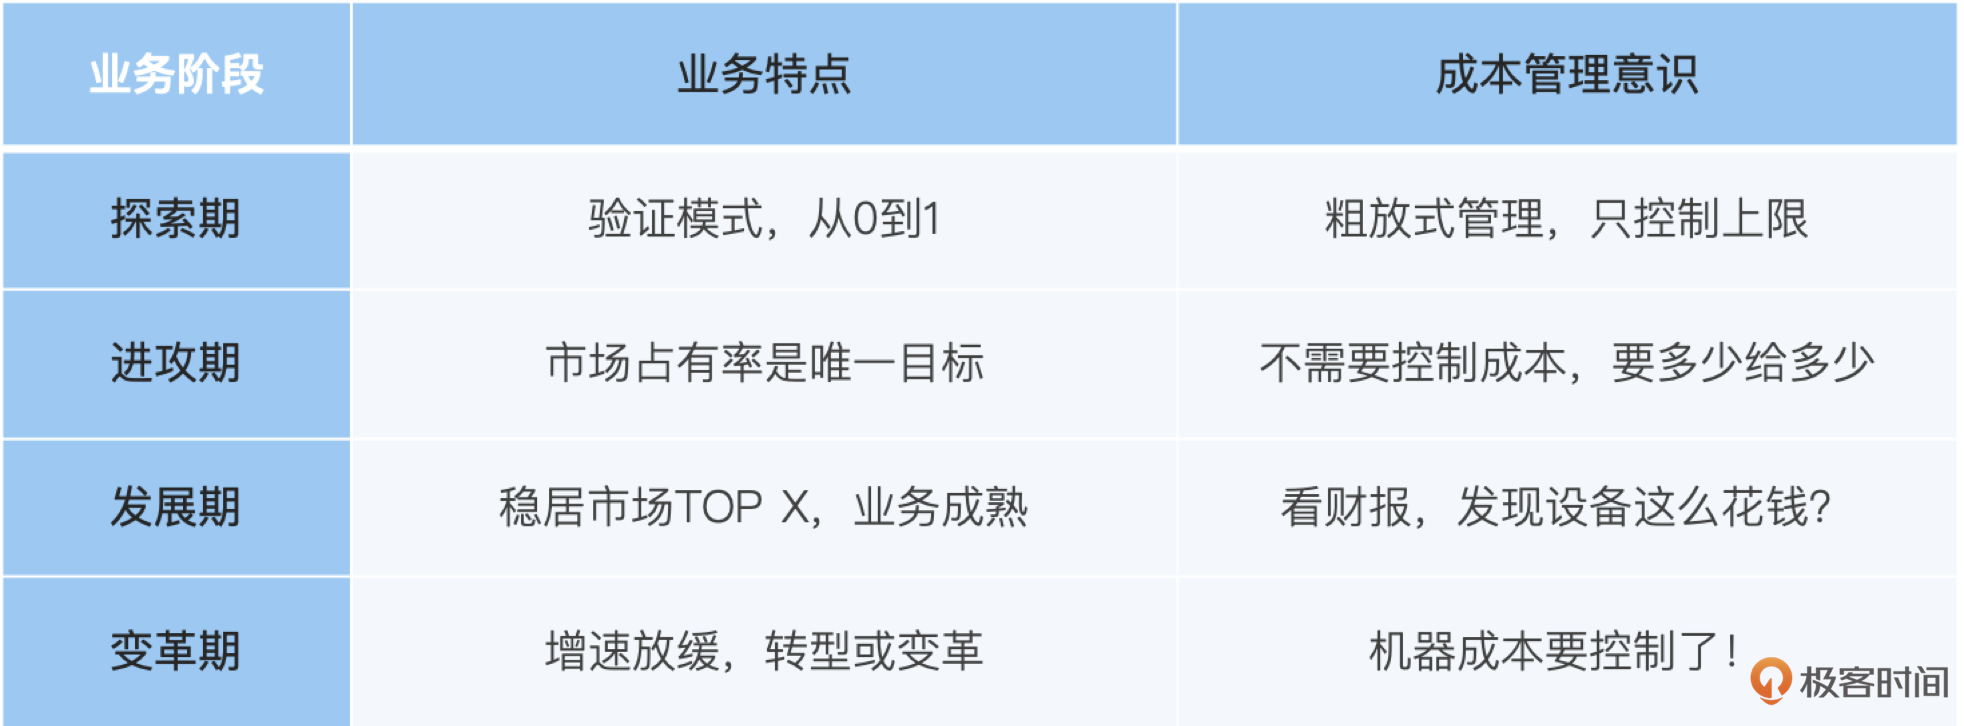 业务阶段 业务特点 成本管理意识
探索期 验证模式，从0到1 粗放式管理，只控制上限
进攻期 市场占有率是唯一目标 不需要控制成本，要多少给多少
发展期 稳居市场TOP X，业务成熟 看财报，发现设备这么花钱？
变革期 增速放缓，转型或变革 机器成本要控制了！
极客时间